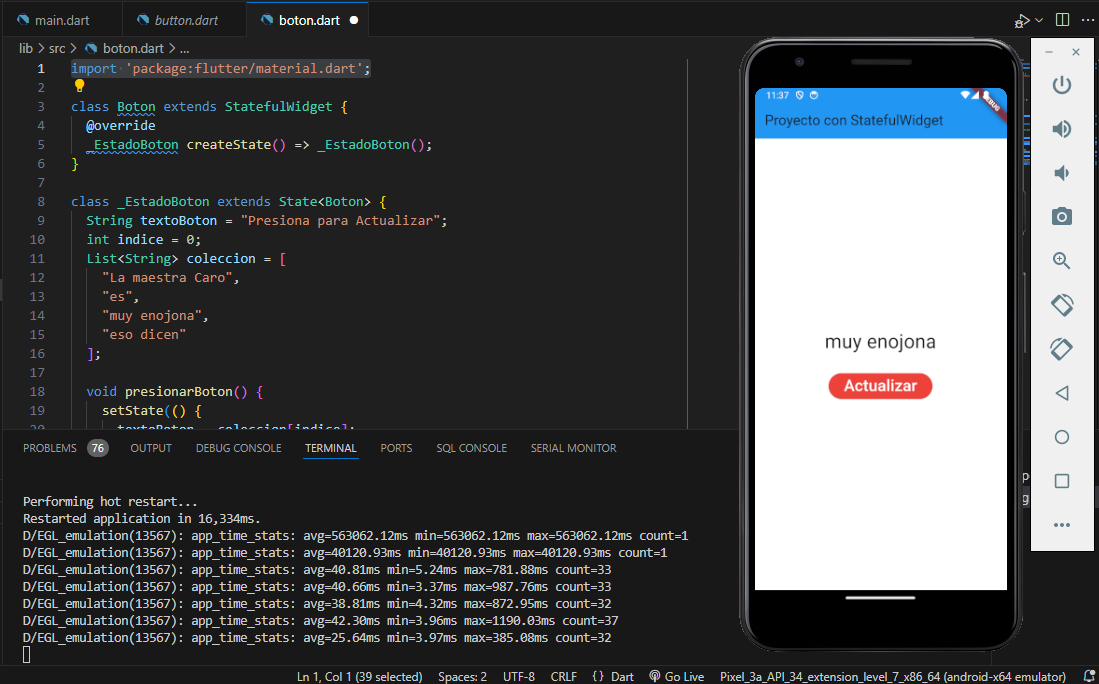 main.dart
button.dart
boton.dart
lib > src > boton.dart > ...
1 import 'package:flutter/material.dart';
2
3 class Boton extends StatefulWidget {
4 @override
5 _EstadoBoton createState() => _EstadoBoton();
6 }
7
8 class _EstadoBoton extends State<Boton> {
9 String textoBoton = "Presiona para Actualizar";
10 int indice = 0;
11 List<String> coleccion = [
12 "La maestra Caro",
13 "es",
14 "muy enojona",
15 "eso dicen"
16 ];
17
18 void presionarBoton() {
19 setState(() {
20 textoBoton = coleccion[indice];
PROBLEMS 76 OUTPUT DEBUG CONSOLE TERMINAL PORTS SQL CONSOLE SERIAL MONITOR
Performing hot restart...
Restarted application in 16,334ms.
D/EGL_emulation(13567): app_time_stats: avg=563062.12ms min=563062.12ms max=563062.12ms count=1
D/EGL_emulation(13567): app_time_stats: avg=40120.93ms min=40120.93ms max=40120.93ms count=1
D/EGL_emulation(13567): app_time_stats: avg=40.81ms min=5.24ms max=781.88ms count=33
D/EGL_emulation(13567): app_time_stats: avg=40.66ms min=3.37ms max=987.76ms count=33
D/EGL_emulation(13567): app_time_stats: avg=38.81ms min=4.32ms max=872.95ms count=32
D/EGL_emulation(13567): app_time_stats: avg=42.30ms min=3.96ms max=1190.03ms count=37
D/EGL_emulation(13567): app_time_stats: avg=25.64ms min=3.97ms max=385.08ms count=32
Ln 1, Col 1 (39 selected) Spaces: 2 UTF-8 CRLF {} Dart Go Live Pixel_3a_API_34_extension_level_7_x86_64 (android-x64 emulator)
11:37
DEBUG
Proyecto con StatefulWidget
muy enojona
Actualizar